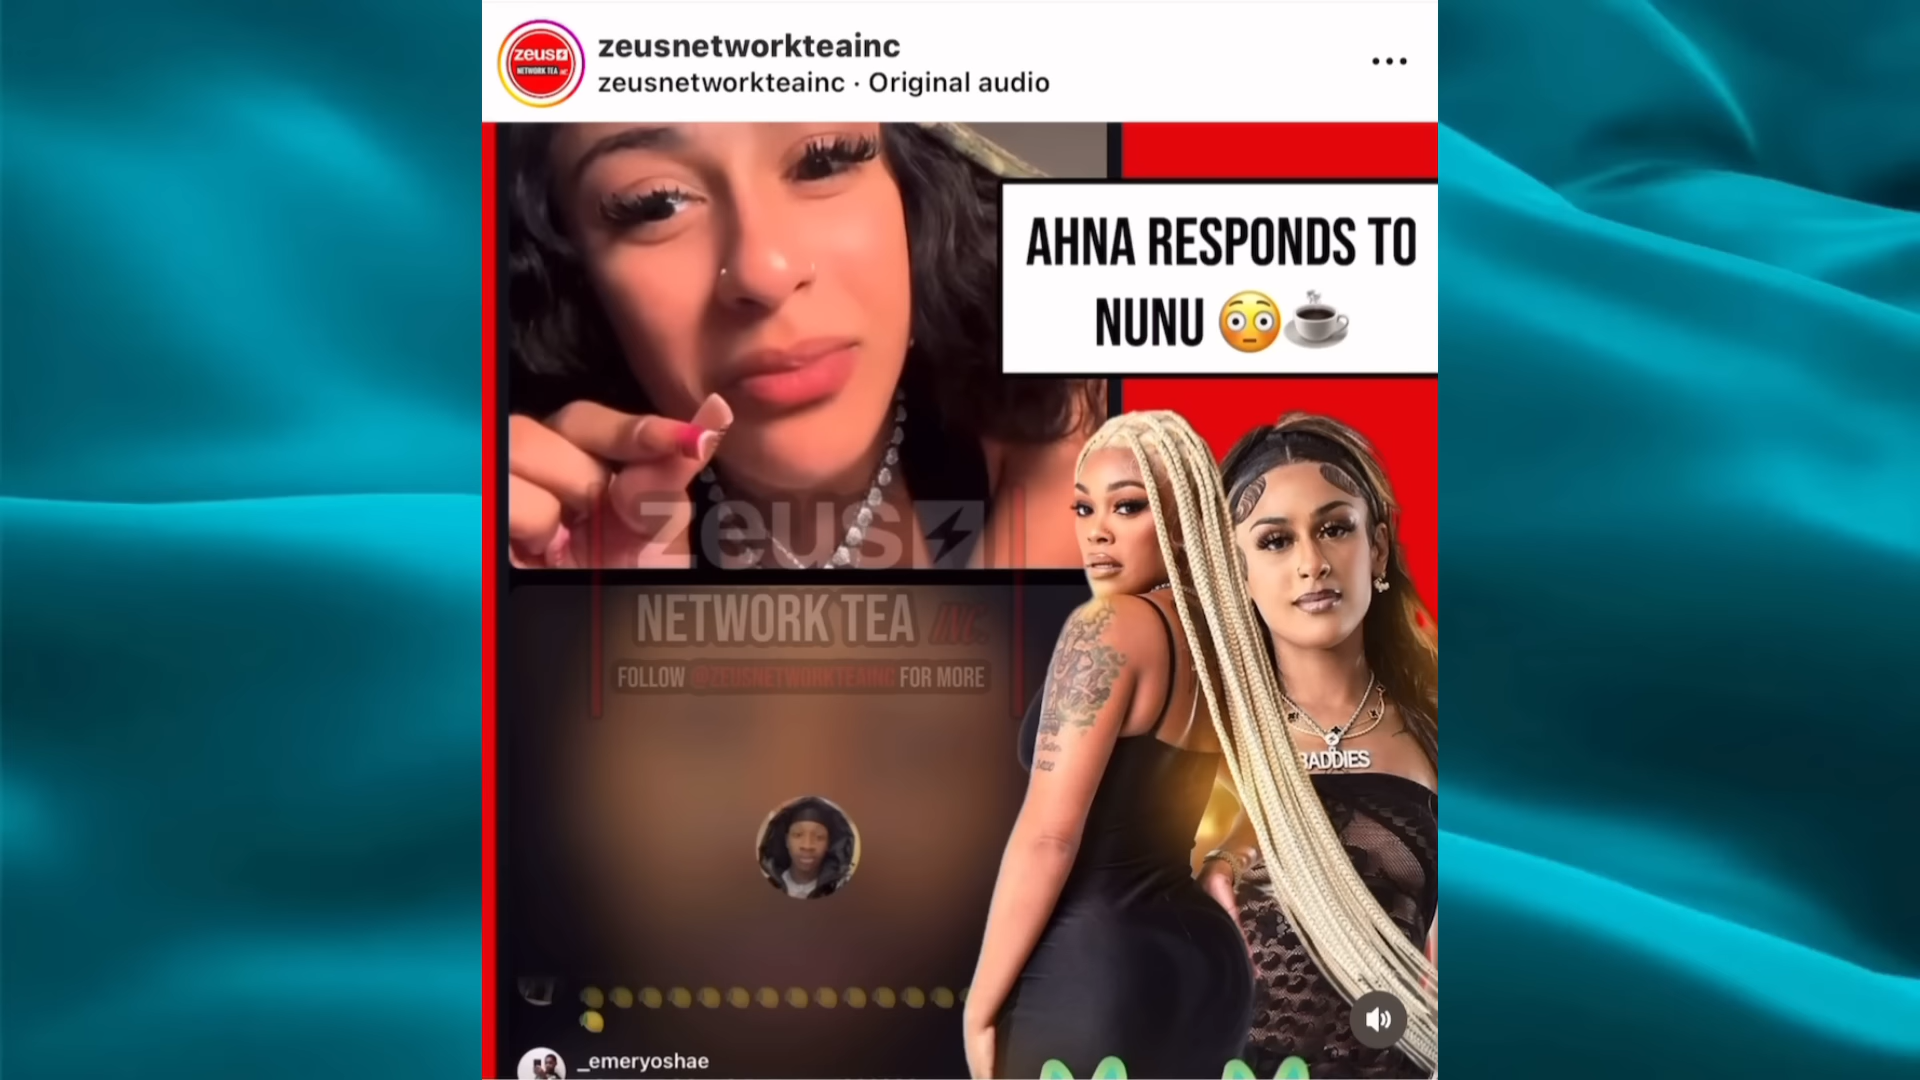 zeus
NETWORK TEA INC.
zeusnetworkteainc
zeusnetworkteainc · Original audio
AHNA RESPONDS TO
NUNU 😳☕
zeus
NETWORK TEA INC.
FOLLOW @ZEUSNETWORKTEAINC FOR MORE
BADDIES
🍋🍋🍋🍋🍋🍋🍋🍋🍋🍋🍋🍋🍋🍋
🍋
_emeryoshae